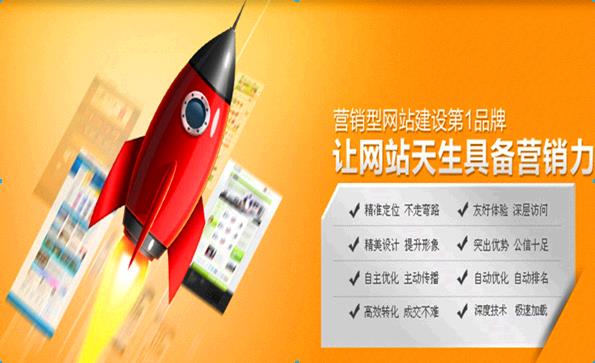 营销型网站建设第1品牌
让网站天生具备营销力
精准定位 不走弯路
友好体验 深层访问
精美设计 提升形象
突出优势 公信十足
自主优化 主动传播
自动优化 自动排名
高效转化 成交不难
深度技术 极速加载